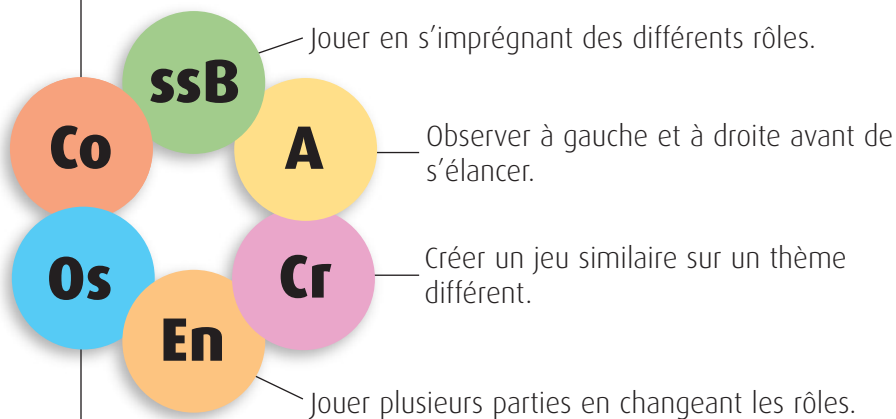 ssB
Jouer en s’imprégnant des différents rôles.
Co
A
Observer à gauche et à droite avant de
s’élancer.
Os
Cr
Créer un jeu similaire sur un thème
différent.
En
Jouer plusieurs parties en changeant les rôles.